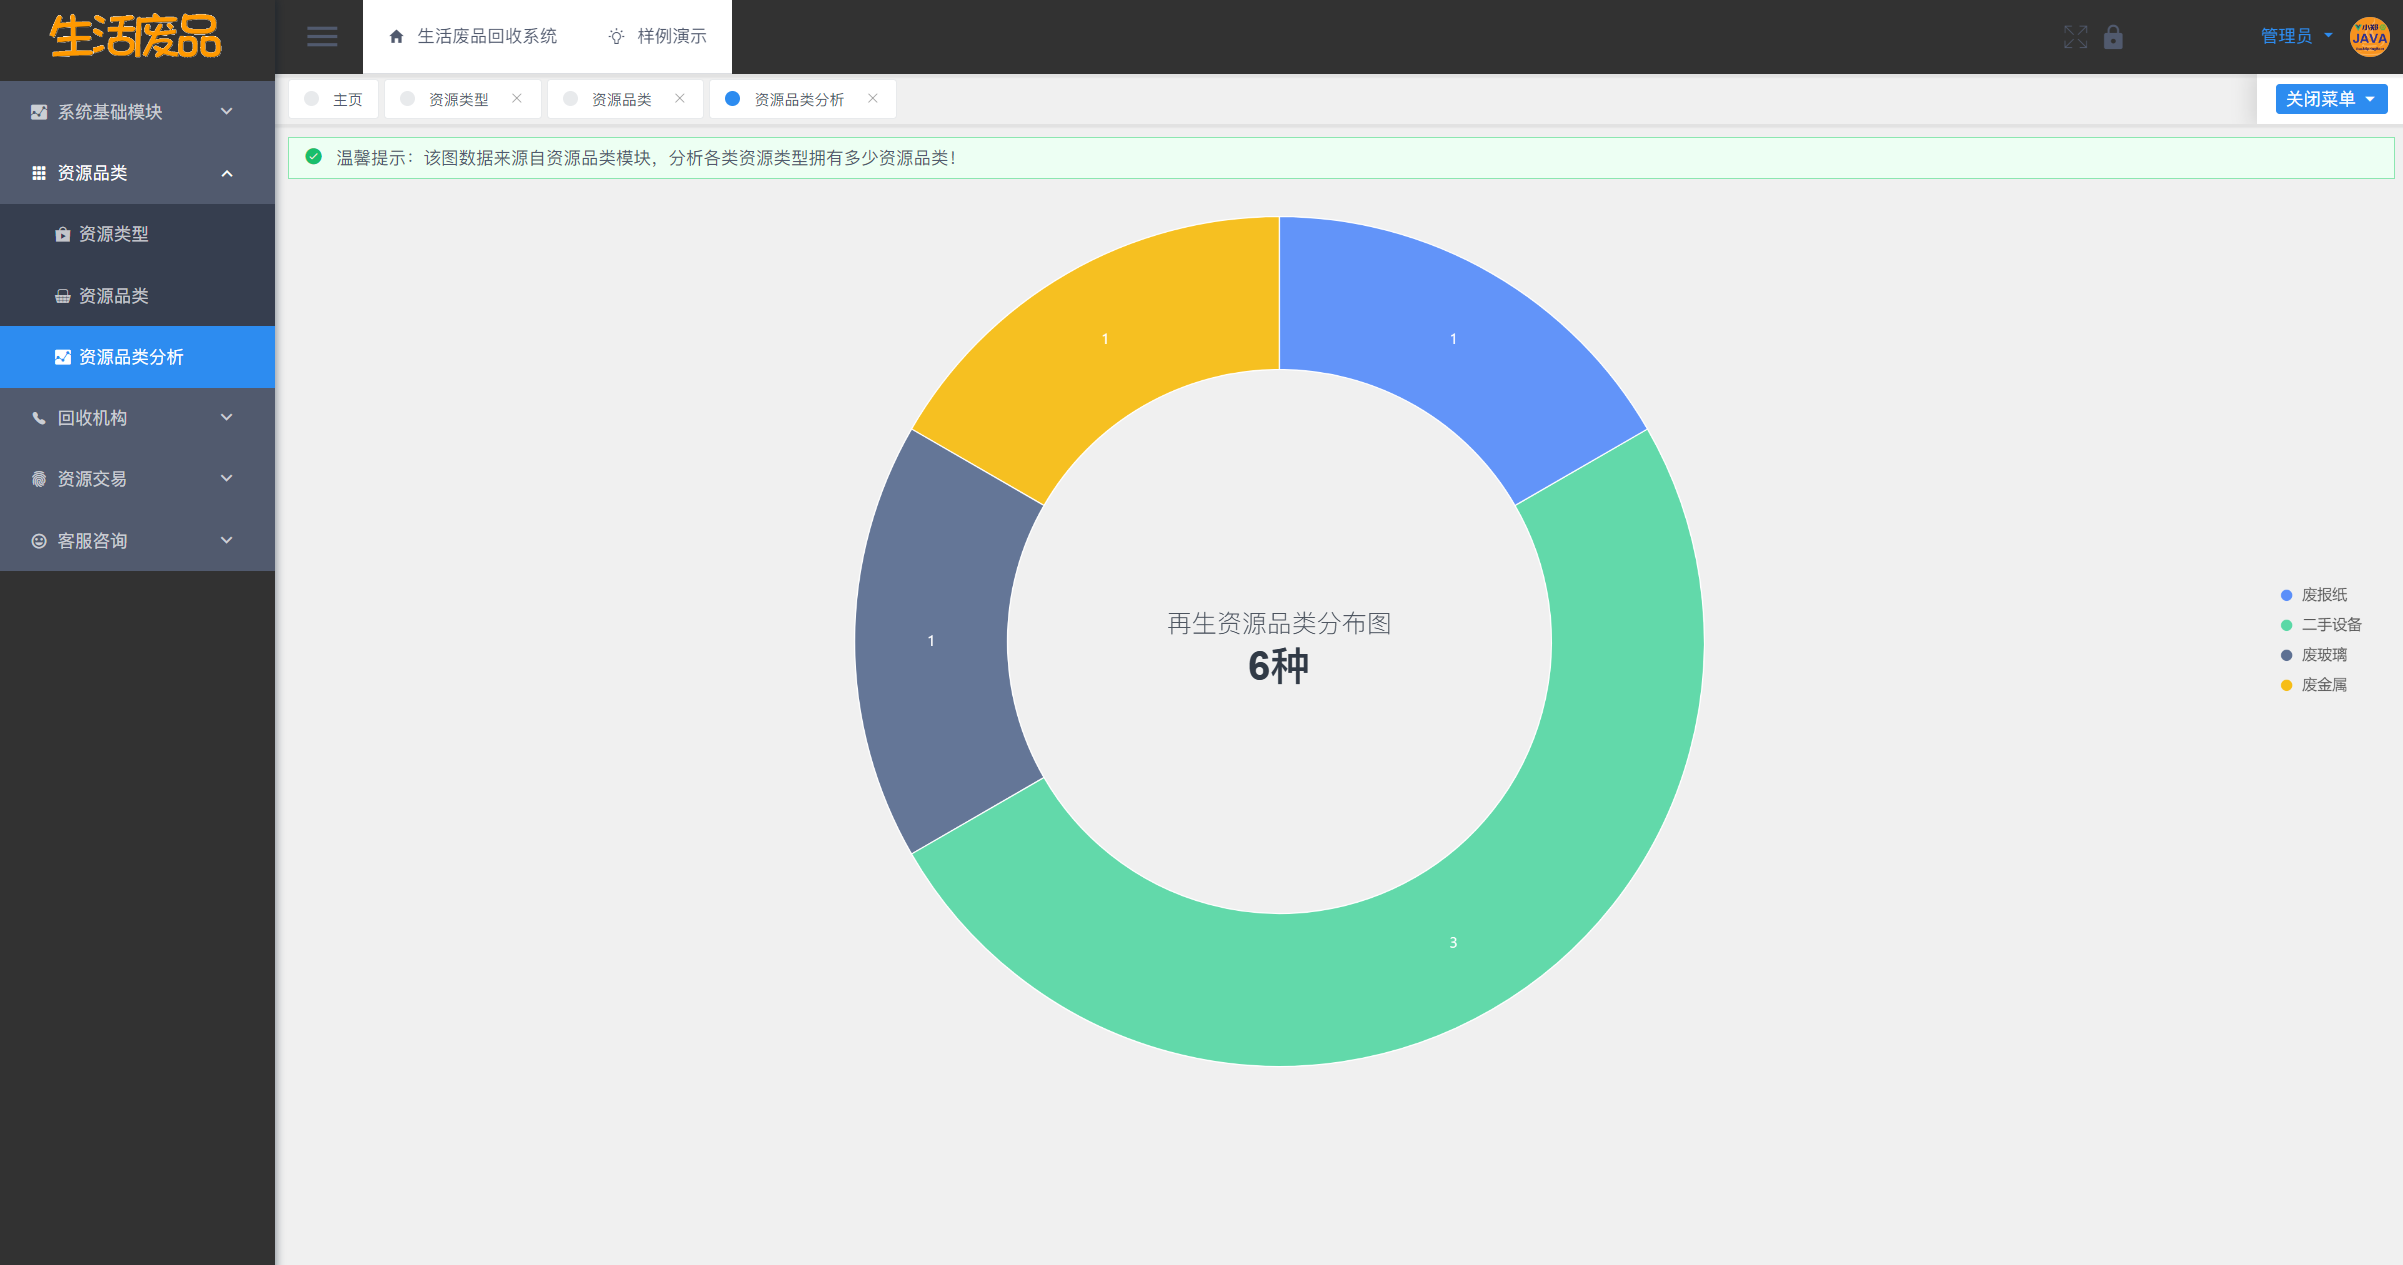 生活废品
生活废品回收系统
样例演示
管理员
小郑
JAVA
主页
资源类型
资源品类
资源品类分析
关闭菜单
系统基础模块
资源品类
资源类型
资源品类
资源品类分析
回收机构
资源交易
客服咨询
温馨提示：该图数据来源自资源品类模块，分析各类资源类型拥有多少资源品类！
1
1
1
3
再生资源品类分布图
6种
废报纸
二手设备
废玻璃
废金属